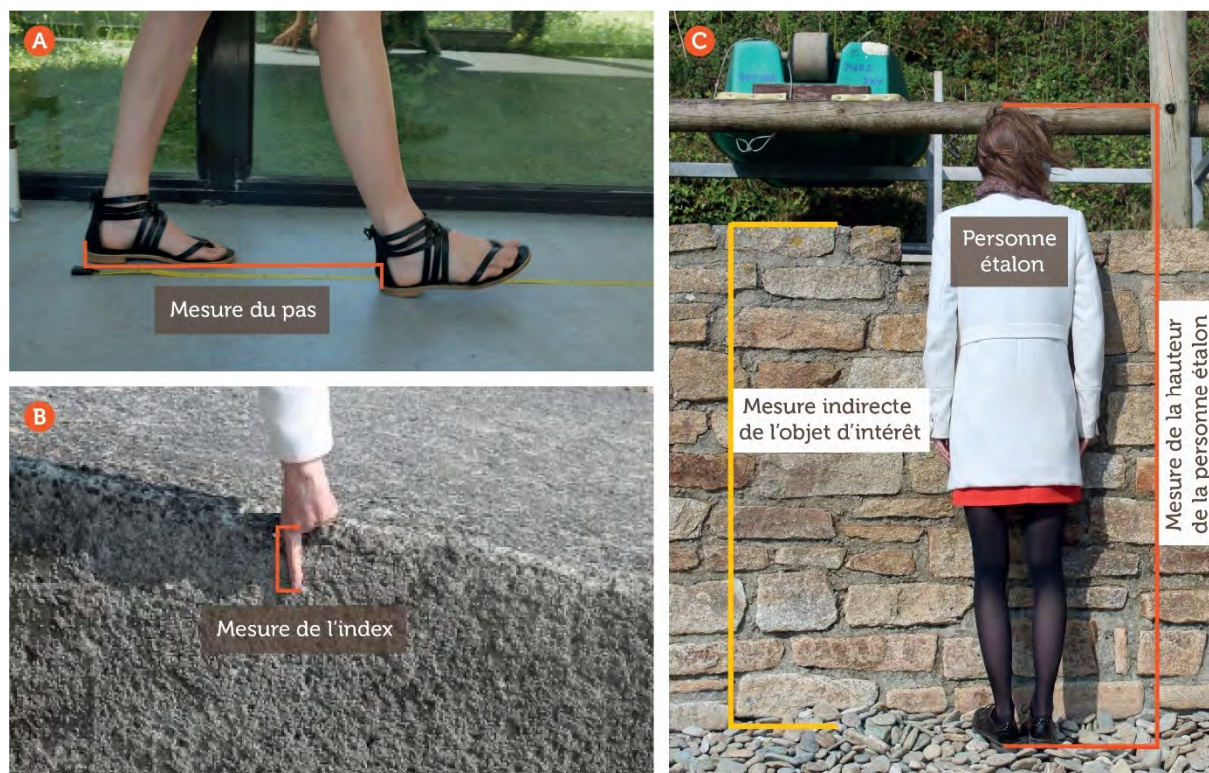 A
Mesure du pas
B
Mesure de l'index
C
Personne
étalon
Mesure indirecte
de l'objet d'intérêt
Mesure de la hauteur
de la personne étalon